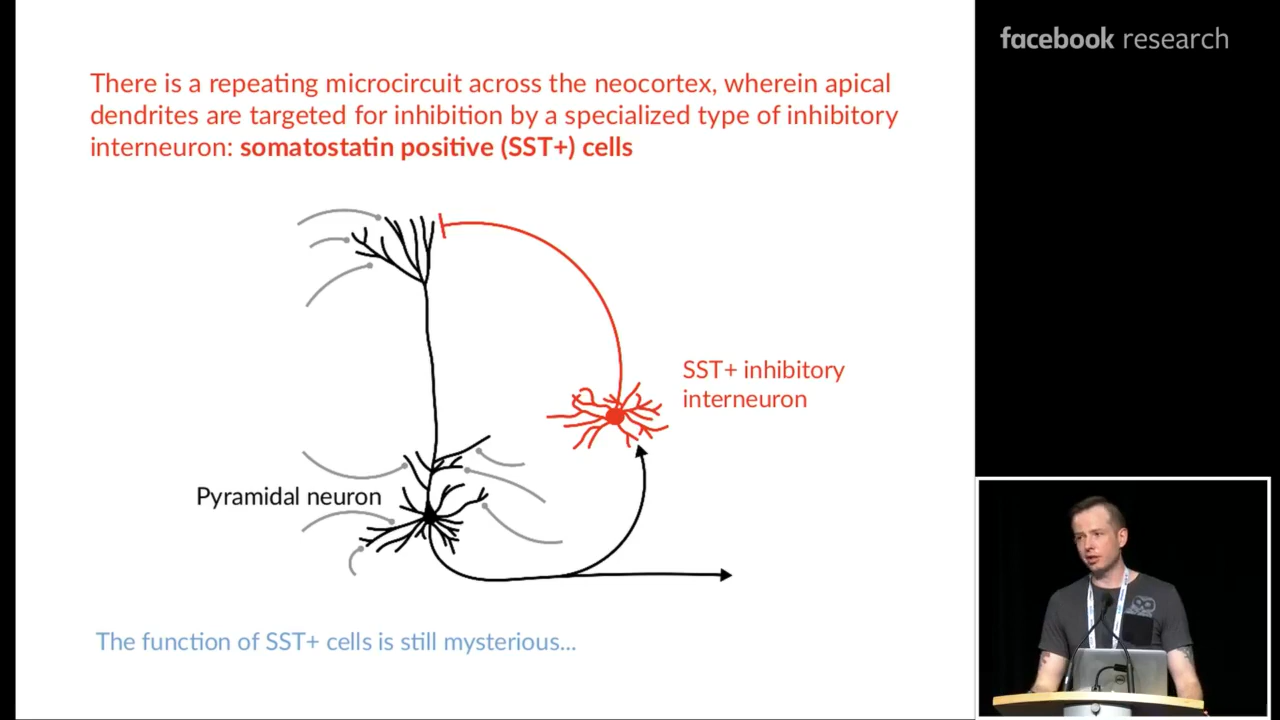 facebook research
There is a repeating microcircuit across the neocortex, wherein apical
dendrites are targeted for inhibition by a specialized type of inhibitory
interneuron: somatostatin positive (SST+) cells
SST+ inhibitory
interneuron
Pyramidal neuron
The function of SST+ cells is still mysterious...